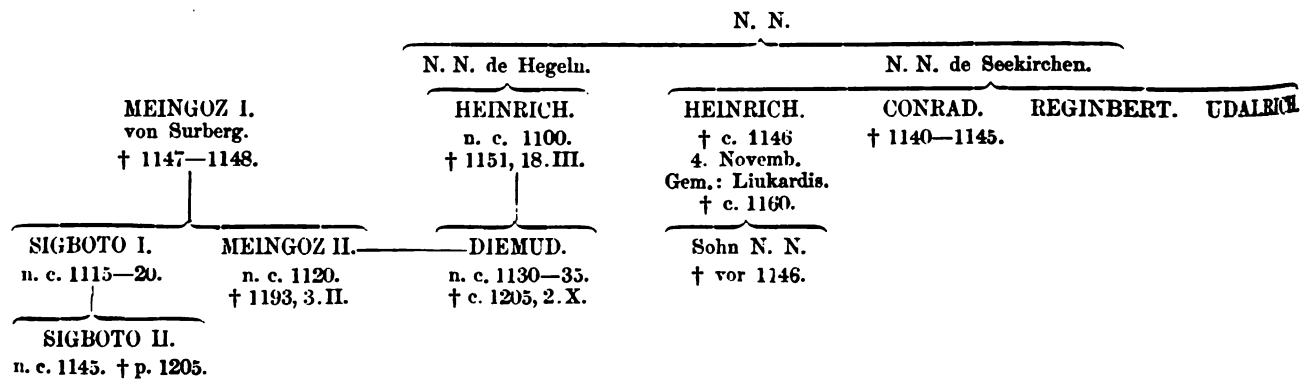 N. N.
N. N. de Hegeln. N. N. de Seekirchen.
MEINGOZ I. HEINRICH. HEINRICH. CONRAD. REGINBERT. UDALRICH.
von Surberg. n. c. 1100. † c. 1146 † 1140—1145.
† 1147—1148. † 1151, 18. III. 4. Novemb.
Gem.: Liukardis.
† c. 1160.
SIGBOTO I. MEINGOZ II. DIEMUD. Sohn N. N.
n. c. 1115—20. n. c. 1120. n. c. 1130—35. † vor 1146.
† 1193, 3. II. † c. 1205, 2. X.
SIGBOTO II.
n. c. 1145. † p. 1205.